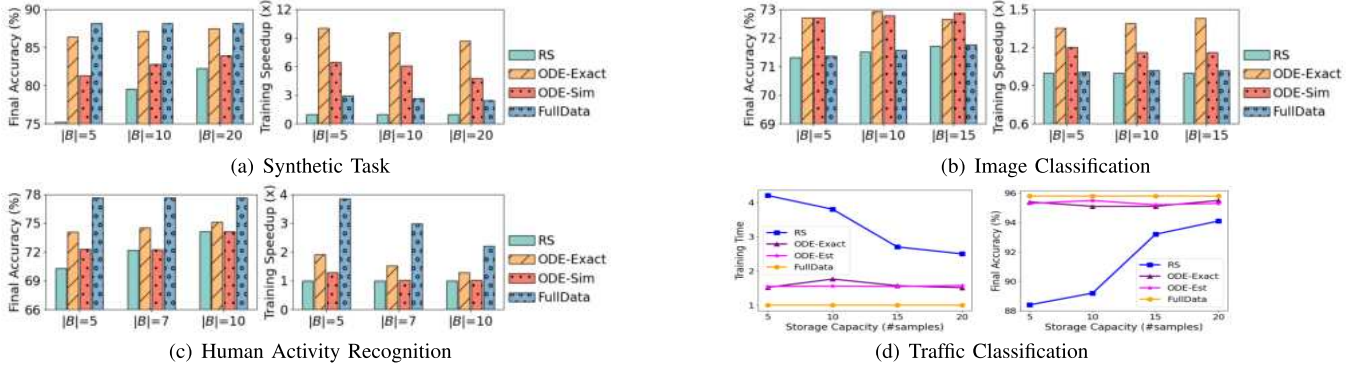 Final Accuracy (%)
90
85
80
75
|B|=5 |B|=10 |B|=20
Training Speedup (x)
12
9
6
3
0
|B|=5 |B|=10 |B|=20
RS
ODE-Exact
ODE-Sim
FullData
(a) Synthetic Task
Final Accuracy (%)
73
72
71
70
69
|B|=5 |B|=10 |B|=15
Training Speedup (x)
1.5
1.2
0.9
0.6
|B|=5 |B|=10 |B|=15
RS
ODE-Exact
ODE-Sim
FullData
(b) Image Classification
Final Accuracy (%)
78
75
72
69
66
|B|=5 |B|=7 |B|=10
Training Speedup (x)
4
3
2
1
0
|B|=5 |B|=7 |B|=10
RS
ODE-Exact
ODE-Sim
FullData
(c) Human Activity Recognition
Training Time
4
3
2
1
RS
ODE-Exact
ODE-Est
FullData
5 10 15 20
Storage Capacity (#samples)
Final Accuracy (%)
96
94
92
90
88
RS
ODE-Exact
ODE-Est
FullData
5 10 15 20
Storage Capacity (#samples)
(d) Traffic Classification